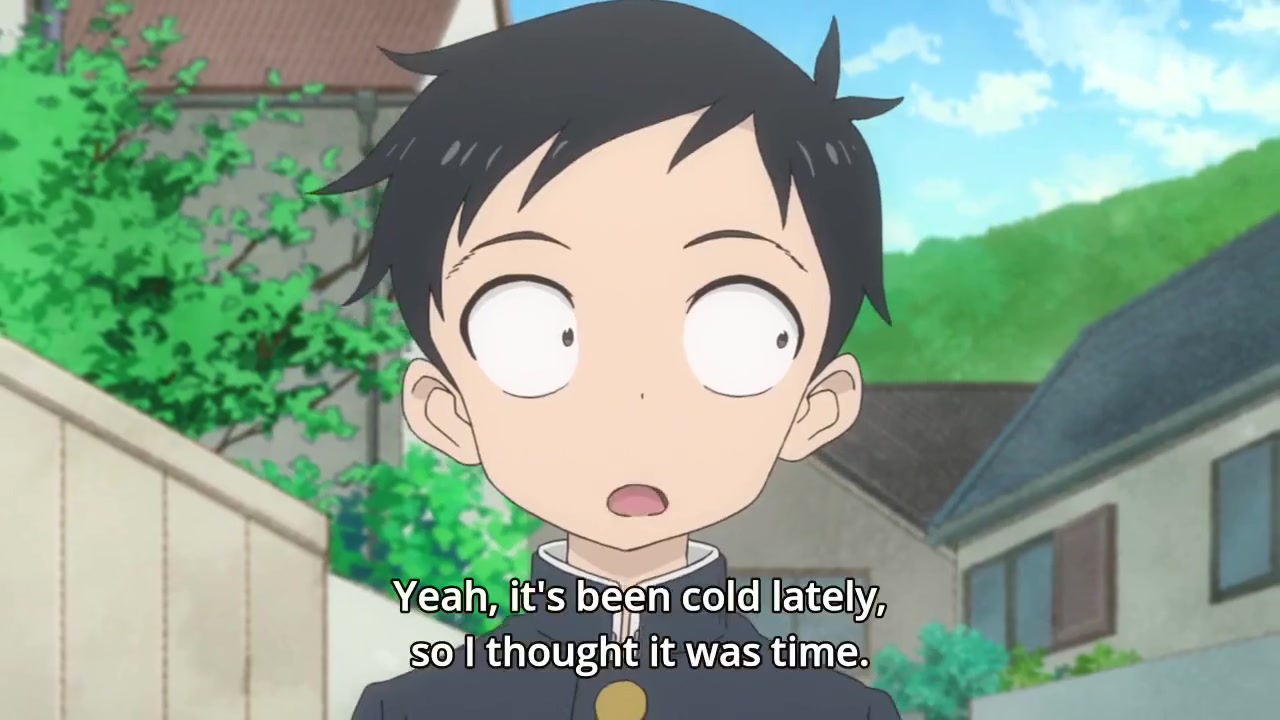 Yeah, it's been cold lately,
so I thought it was time.